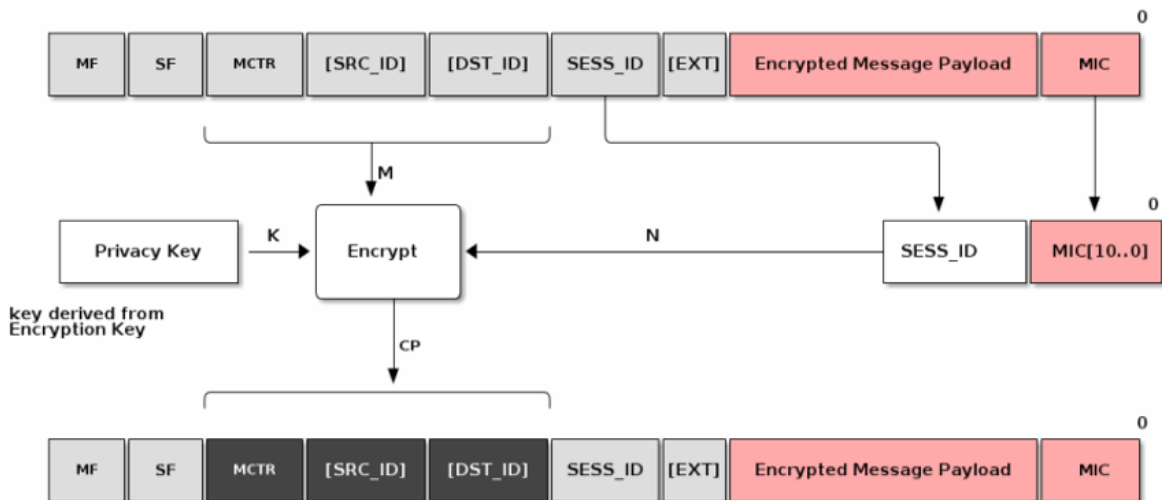 0
MF SF MCTR [SRC_ID] [DST_ID] SESS_ID [EXT] Encrypted Message Payload MIC
M
0
Privacy Key K Encrypt N SESS_ID MIC[10..0]
key derived from
Encryption Key
CP
0
MF SF MCTR [SRC_ID] [DST_ID] SESS_ID [EXT] Encrypted Message Payload MIC